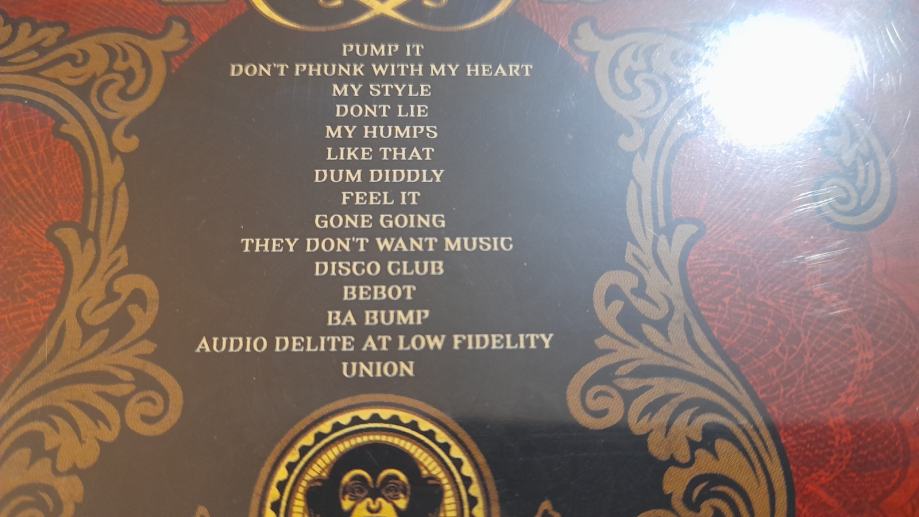 PUMP IT
DON'T PHUNK WITH MY HEART
MY STYLE
DONT LIE
MY HUMPS
LIKE THAT
DUM DIDDLY
FEEL IT
GONE GOING
THEY DON'T WANT MUSIC
DISCO CLUB
BEBOT
BA BUMP
AUDIO DELITE AT LOW FIDELITY
UNION